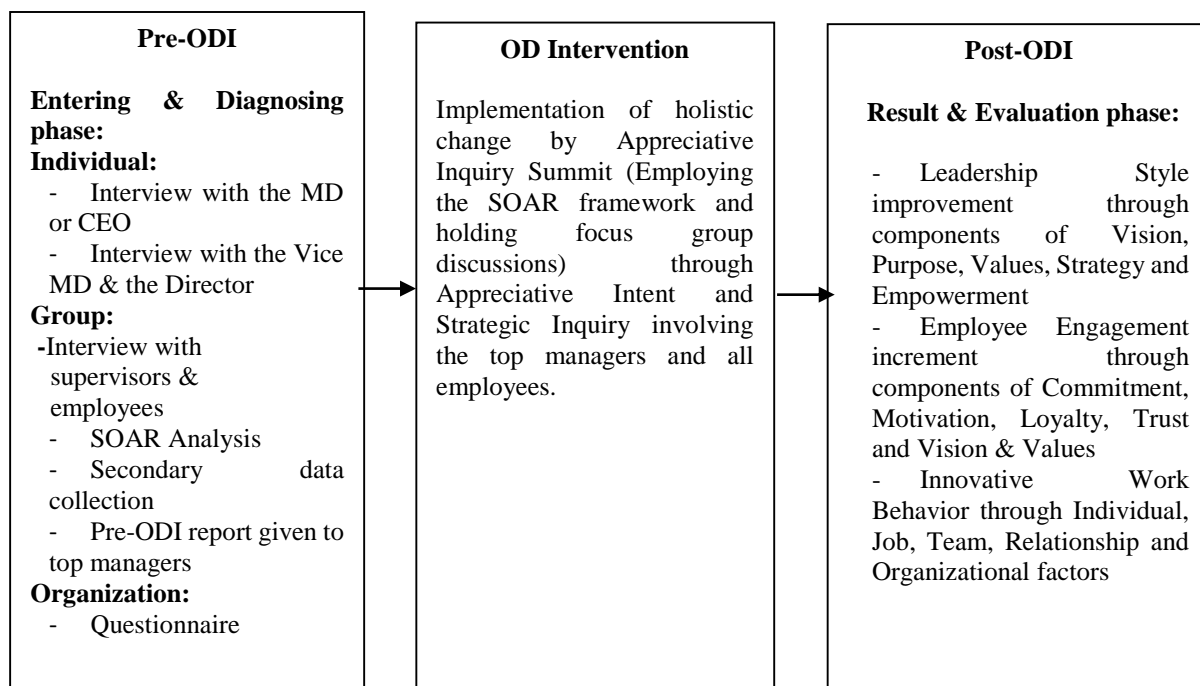 Pre-ODI
Entering & Diagnosing
phase:
Individual:
- Interview with the MD
or CEO
- Interview with the Vice
MD & the Director
Group:
-Interview with
supervisors &
employees
- SOAR Analysis
- Secondary data
collection
- Pre-ODI report given to
top managers
Organization:
- Questionnaire
OD Intervention
Implementation of holistic
change by Appreciative
Inquiry Summit (Employing
the SOAR framework and
holding focus group
discussions) through
Appreciative Intent and
Strategic Inquiry involving
the top managers and all
employees.
Post-ODI
Result & Evaluation phase:
- Leadership Style
improvement through
components of Vision,
Purpose, Values, Strategy and
Empowerment
- Employee Engagement
increment through
components of Commitment,
Motivation, Loyalty, Trust
and Vision & Values
- Innovative Work
Behavior through Individual,
Job, Team, Relationship and
Organizational factors